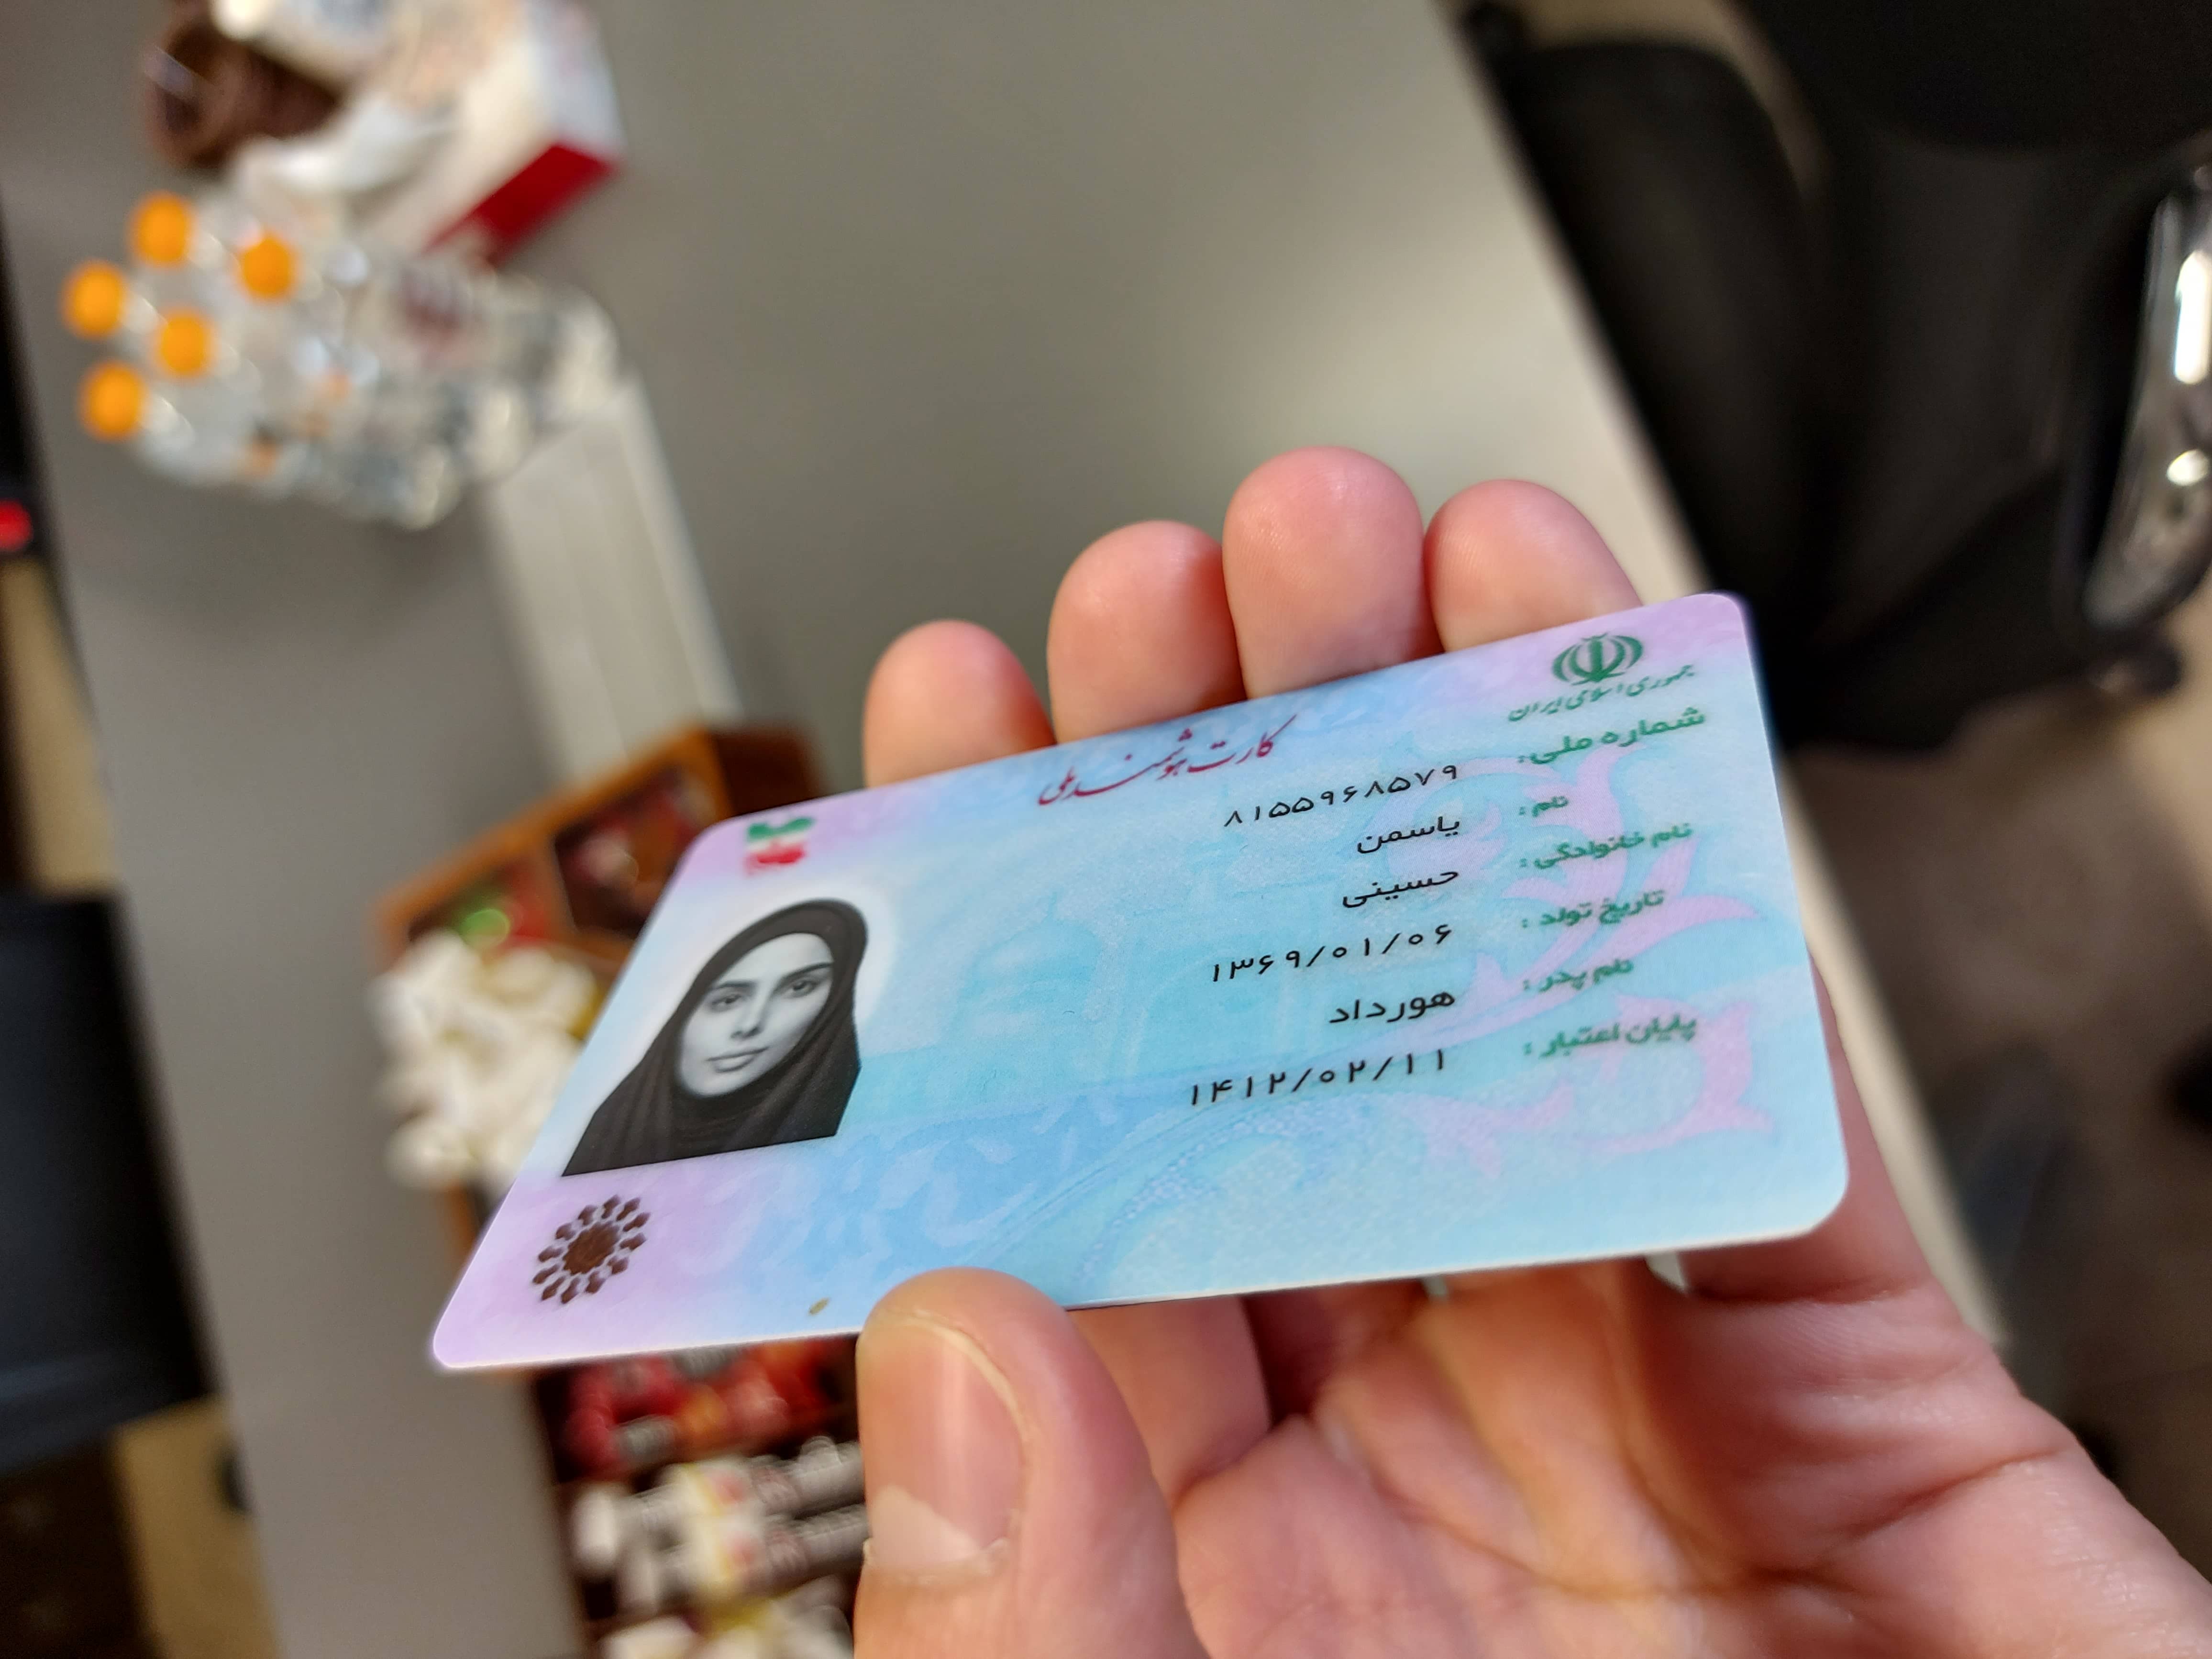 جمهوری اسلامی ایران
کارت هوشمند ملی
شماره ملی: ۸۱۵۵۹۶۸۵۷۹
نام: یاسمن
نام خانوادگی: حسینی
تاریخ تولد: ۱۳۶۹/۰۱/۰۶
نام پدر: هورداد
پایان اعتبار: ۱۴۱۲/۰۲/۱۱